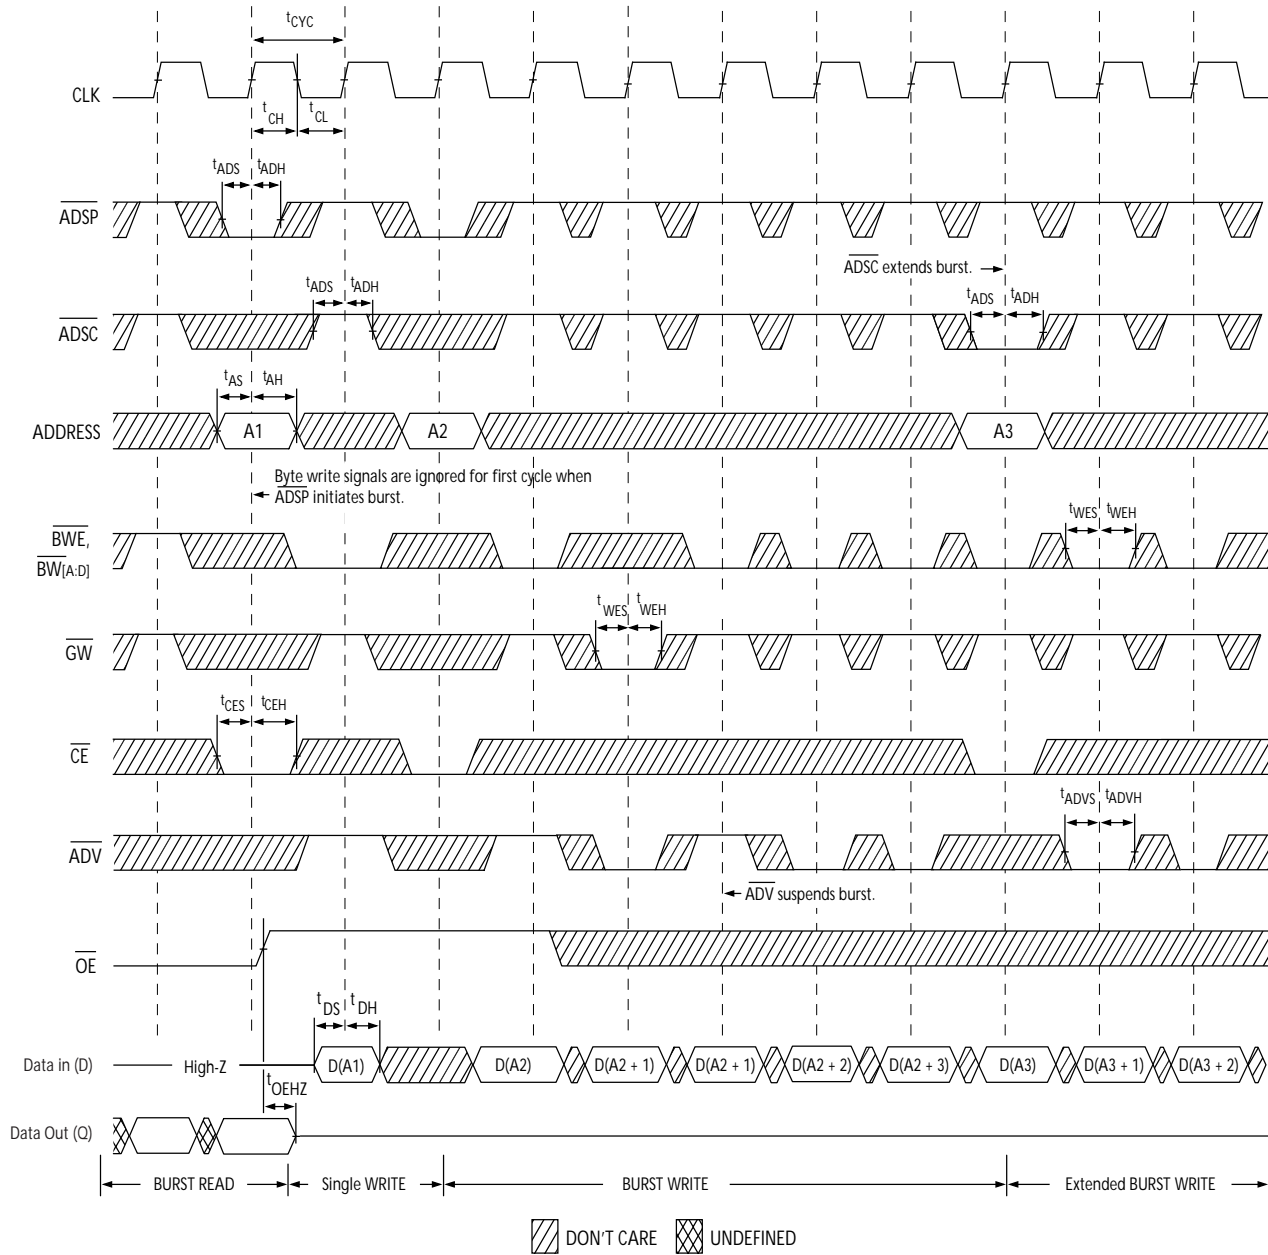 tCYC
CLK
tCH
tCL
tADS
tADH
ADSP
ADSC extends burst.
tADS
tADH
tADS
tADH
ADSC
tAS
tAH
ADDRESS
A1
A2
A3
Byte write signals are ignored for first cycle when
ADSP initiates burst.
BWE,
BW[A:D]
tWES
tWEH
tWES
tWEH
GW
tCES
tCEH
CE
tADVS
tADVH
ADV
ADV suspends burst.
OE
tDS
tDH
Data in (D)
High-Z
D(A1)
D(A2)
D(A2 + 1)
D(A2 + 1)
D(A2 + 2)
D(A2 + 3)
D(A3)
D(A3 + 1)
D(A3 + 2)
tOEHZ
Data Out (Q)
BURST READ
Single WRITE
BURST WRITE
Extended BURST WRITE
DON'T CARE
UNDEFINED